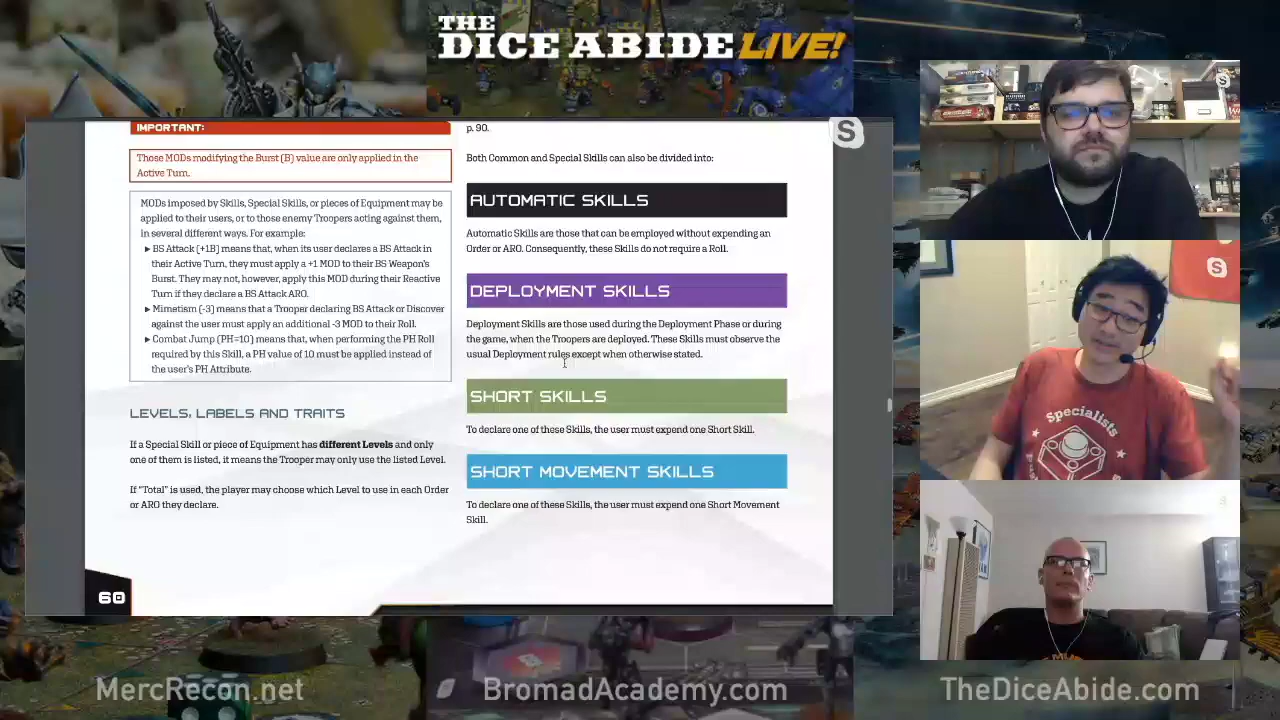 THE
DICE ABIDE LIVE!
IMPORTANT:
Those MODs modifying the Burst (B) value are only applied in the
Active Turn.
MODs imposed by Skills, Special Skills, or pieces of Equipment may be
applied to their users, or to those enemy Troopers acting against them,
in several different ways. For example:
▶ BS Attack (+1B) means that, when its user declares a BS Attack in
their Active Turn, they must apply a +1 MOD to their BS Weapon's
Burst. They may not, however, apply this MOD during their Reactive
Turn if they declare a BS Attack ARO.
▶ Mimetism (-3) means that a Trooper declaring BS Attack or Discover
against the user must apply an additional -3 MOD to their Roll.
▶ Combat Jump (PH=10) means that, when performing the PH Roll
required by this Skill, a PH value of 10 must be applied instead of
the user's PH Attribute.
LEVELS, LABELS AND TRAITS
If a Special Skill or piece of Equipment has different Levels and only
one of them is listed, it means the Trooper may only use the listed Level.
If "Total" is used, the player may choose which Level to use in each Order
or ARO they declare.
60
p. 90.
Both Common and Special Skills can also be divided into:
AUTOMATIC SKILLS
Automatic Skills are those that can be employed without expending an
Order or ARO. Consequently, these Skills do not require a Roll.
DEPLOYMENT SKILLS
Deployment Skills are those used during the Deployment Phase or during
the game, when the Troopers are deployed. These Skills must observe the
usual Deployment rules except when otherwise stated.
SHORT SKILLS
To declare one of these Skills, the user must expend one Short Skill.
SHORT MOVEMENT SKILLS
To declare one of these Skills, the user must expend one Short Movement
Skill.
S
S
S
Specialists
MercRecon.net
BromadAcademy.com
TheDiceAbide.com